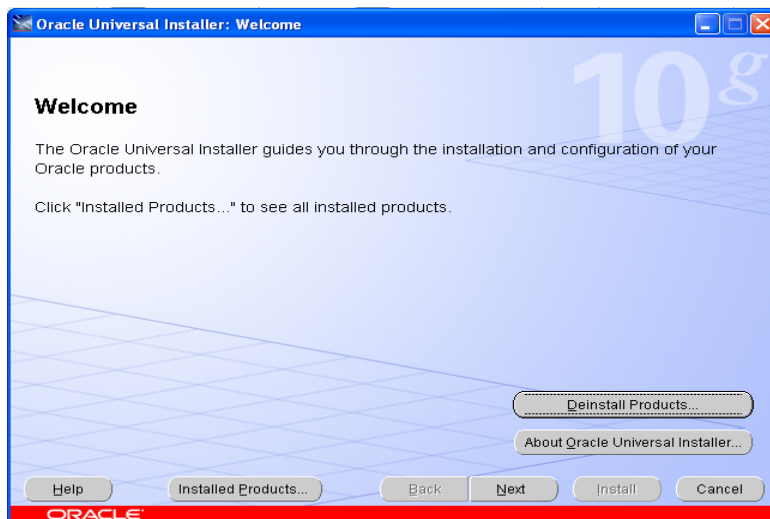 Oracle Universal Installer: Welcome
10g
Welcome
The Oracle Universal Installer guides you through the installation and configuration of your
Oracle products.
Click "Installed Products..." to see all installed products.
Deinstall Products...
About Oracle Universal Installer...
Help
Installed Products...
Back
Next
Install
Cancel
ORACLE